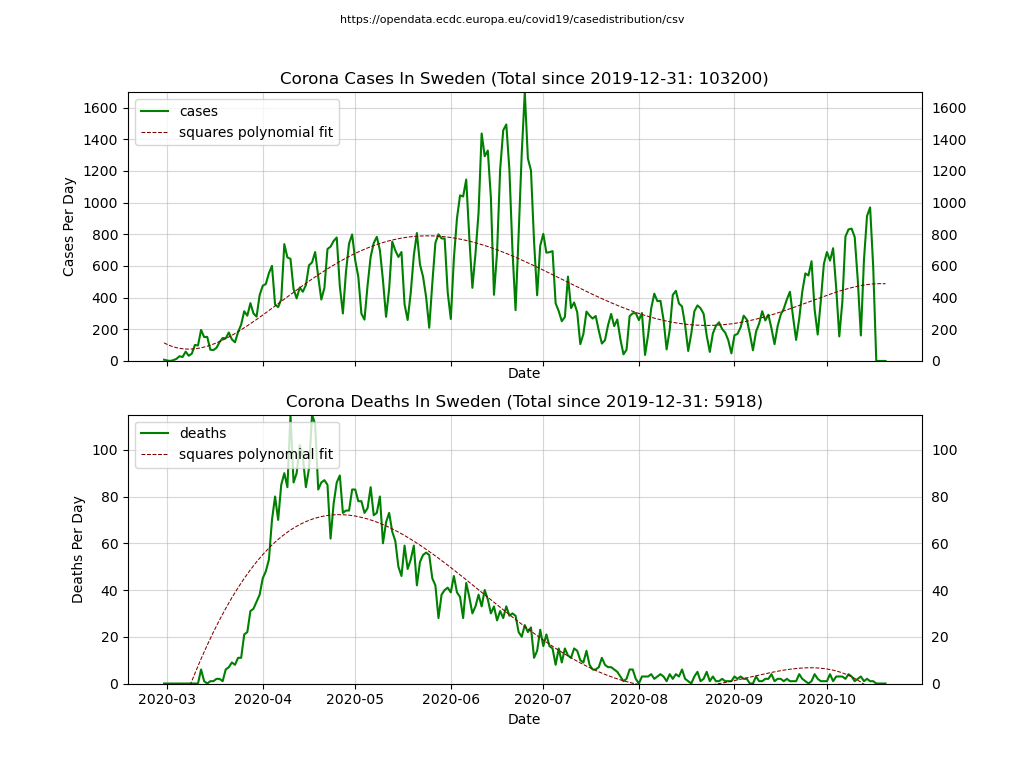 https://opendata.ecdc.europa.eu/covid19/casedistribution/csv
Corona Cases In Sweden (Total since 2019-12-31: 103200)
cases
squares polynomial fit
Cases Per Day
1600
1400
1200
1000
800
600
400
200
0
1600
1400
1200
1000
800
600
400
200
0
Date
Corona Deaths In Sweden (Total since 2019-12-31: 5918)
deaths
squares polynomial fit
Deaths Per Day
100
80
60
40
20
0
100
80
60
40
20
0
2020-03 2020-04 2020-05 2020-06 2020-07 2020-08 2020-09 2020-10
Date